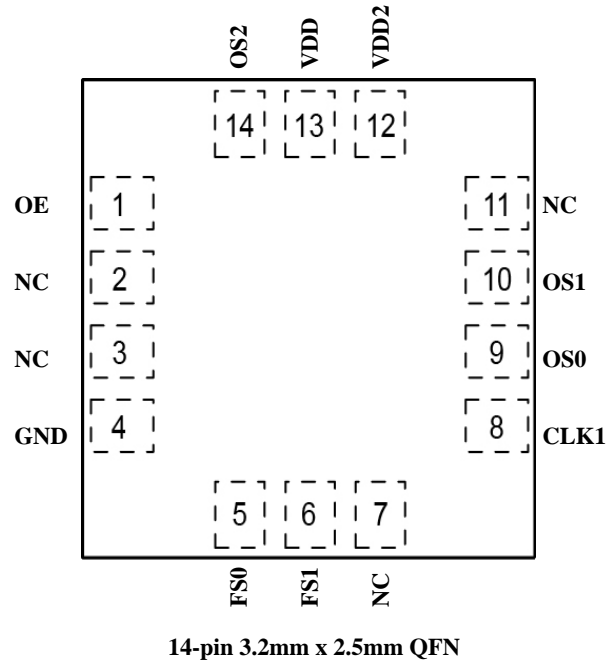 OS2 VDD VDD2
14 13 12
OE 1 11 NC
NC 2 10 OS1
NC 3 9 OS0
GND 4 8 CLK1
5 6 7
FS0 FS1 NC
14-pin 3.2mm x 2.5mm QFN